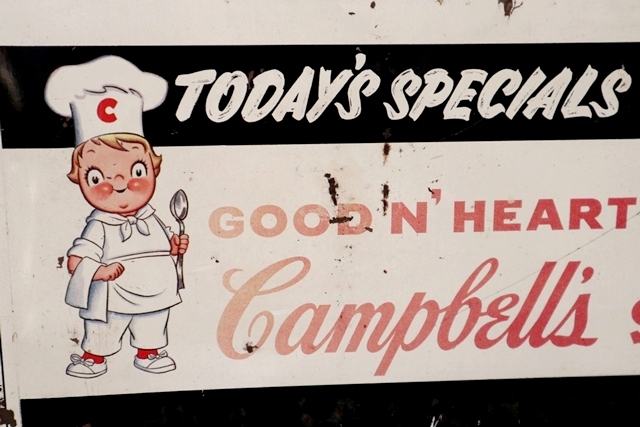 C
TODAY'S SPECIALS
GOOD N' HEART
Campbell's